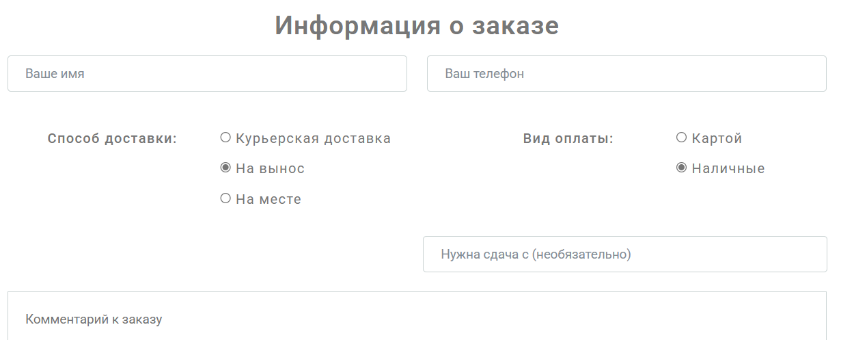 Информация о заказе
Ваше имя
Ваш телефон
Способ доставки:
Курьерская доставка
На вынос
На месте
Вид оплаты:
Картой
Наличные
Нужна сдача с (необязательно)
Комментарий к заказу